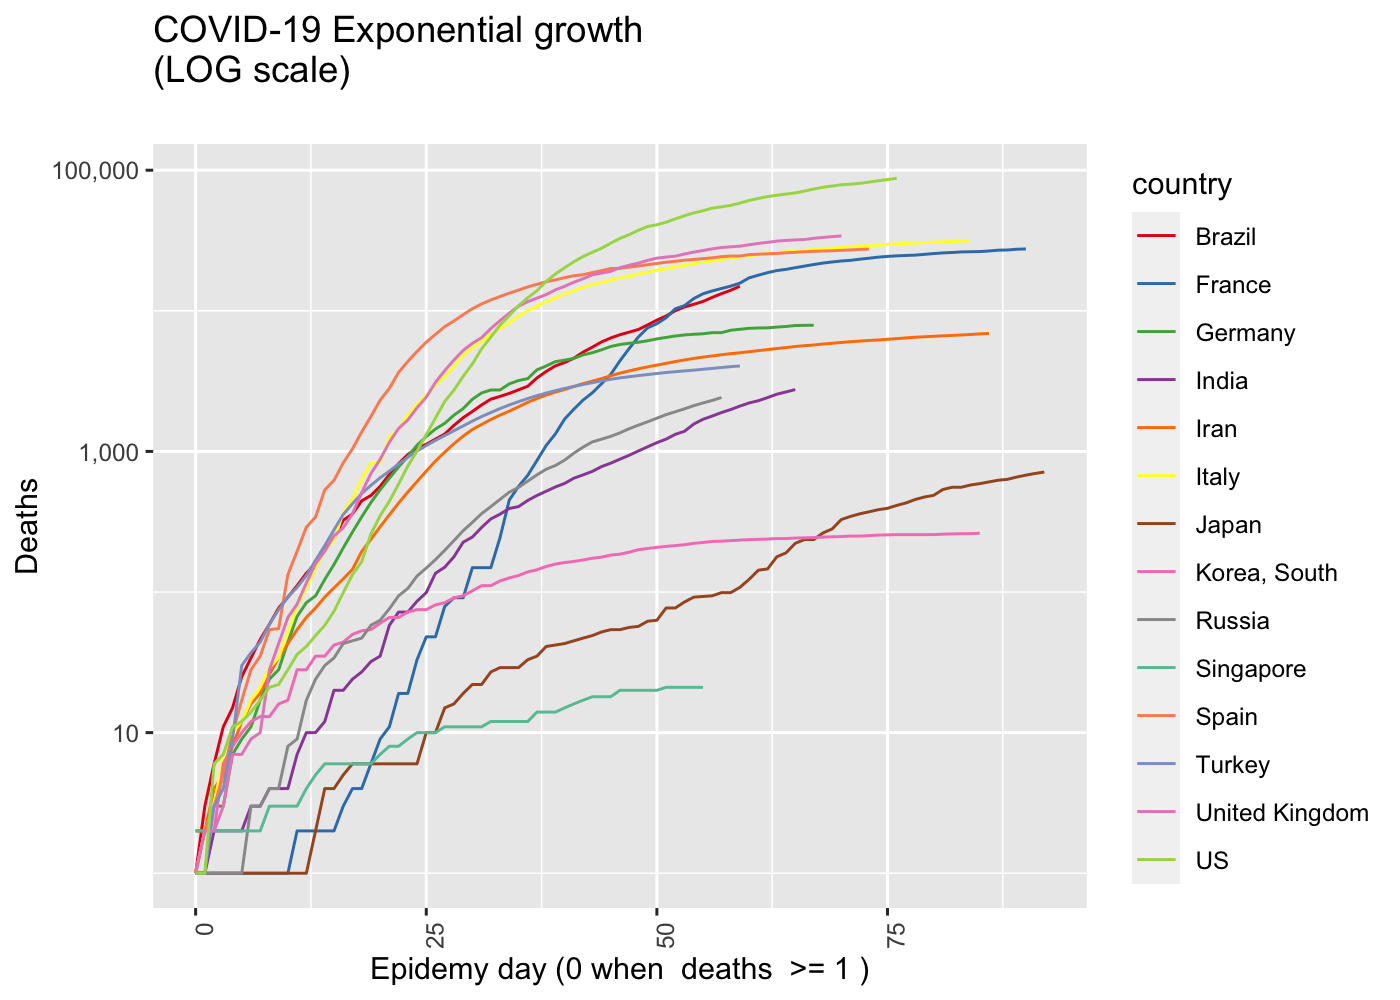 COVID-19 Exponential growth
(LOG scale)
100,000
1,000
10
Deaths
0
25
50
75
Epidemy day (0 when  deaths  >= 1 )
country
Brazil
France
Germany
India
Iran
Italy
Japan
Korea, South
Russia
Singapore
Spain
Turkey
United Kingdom
US